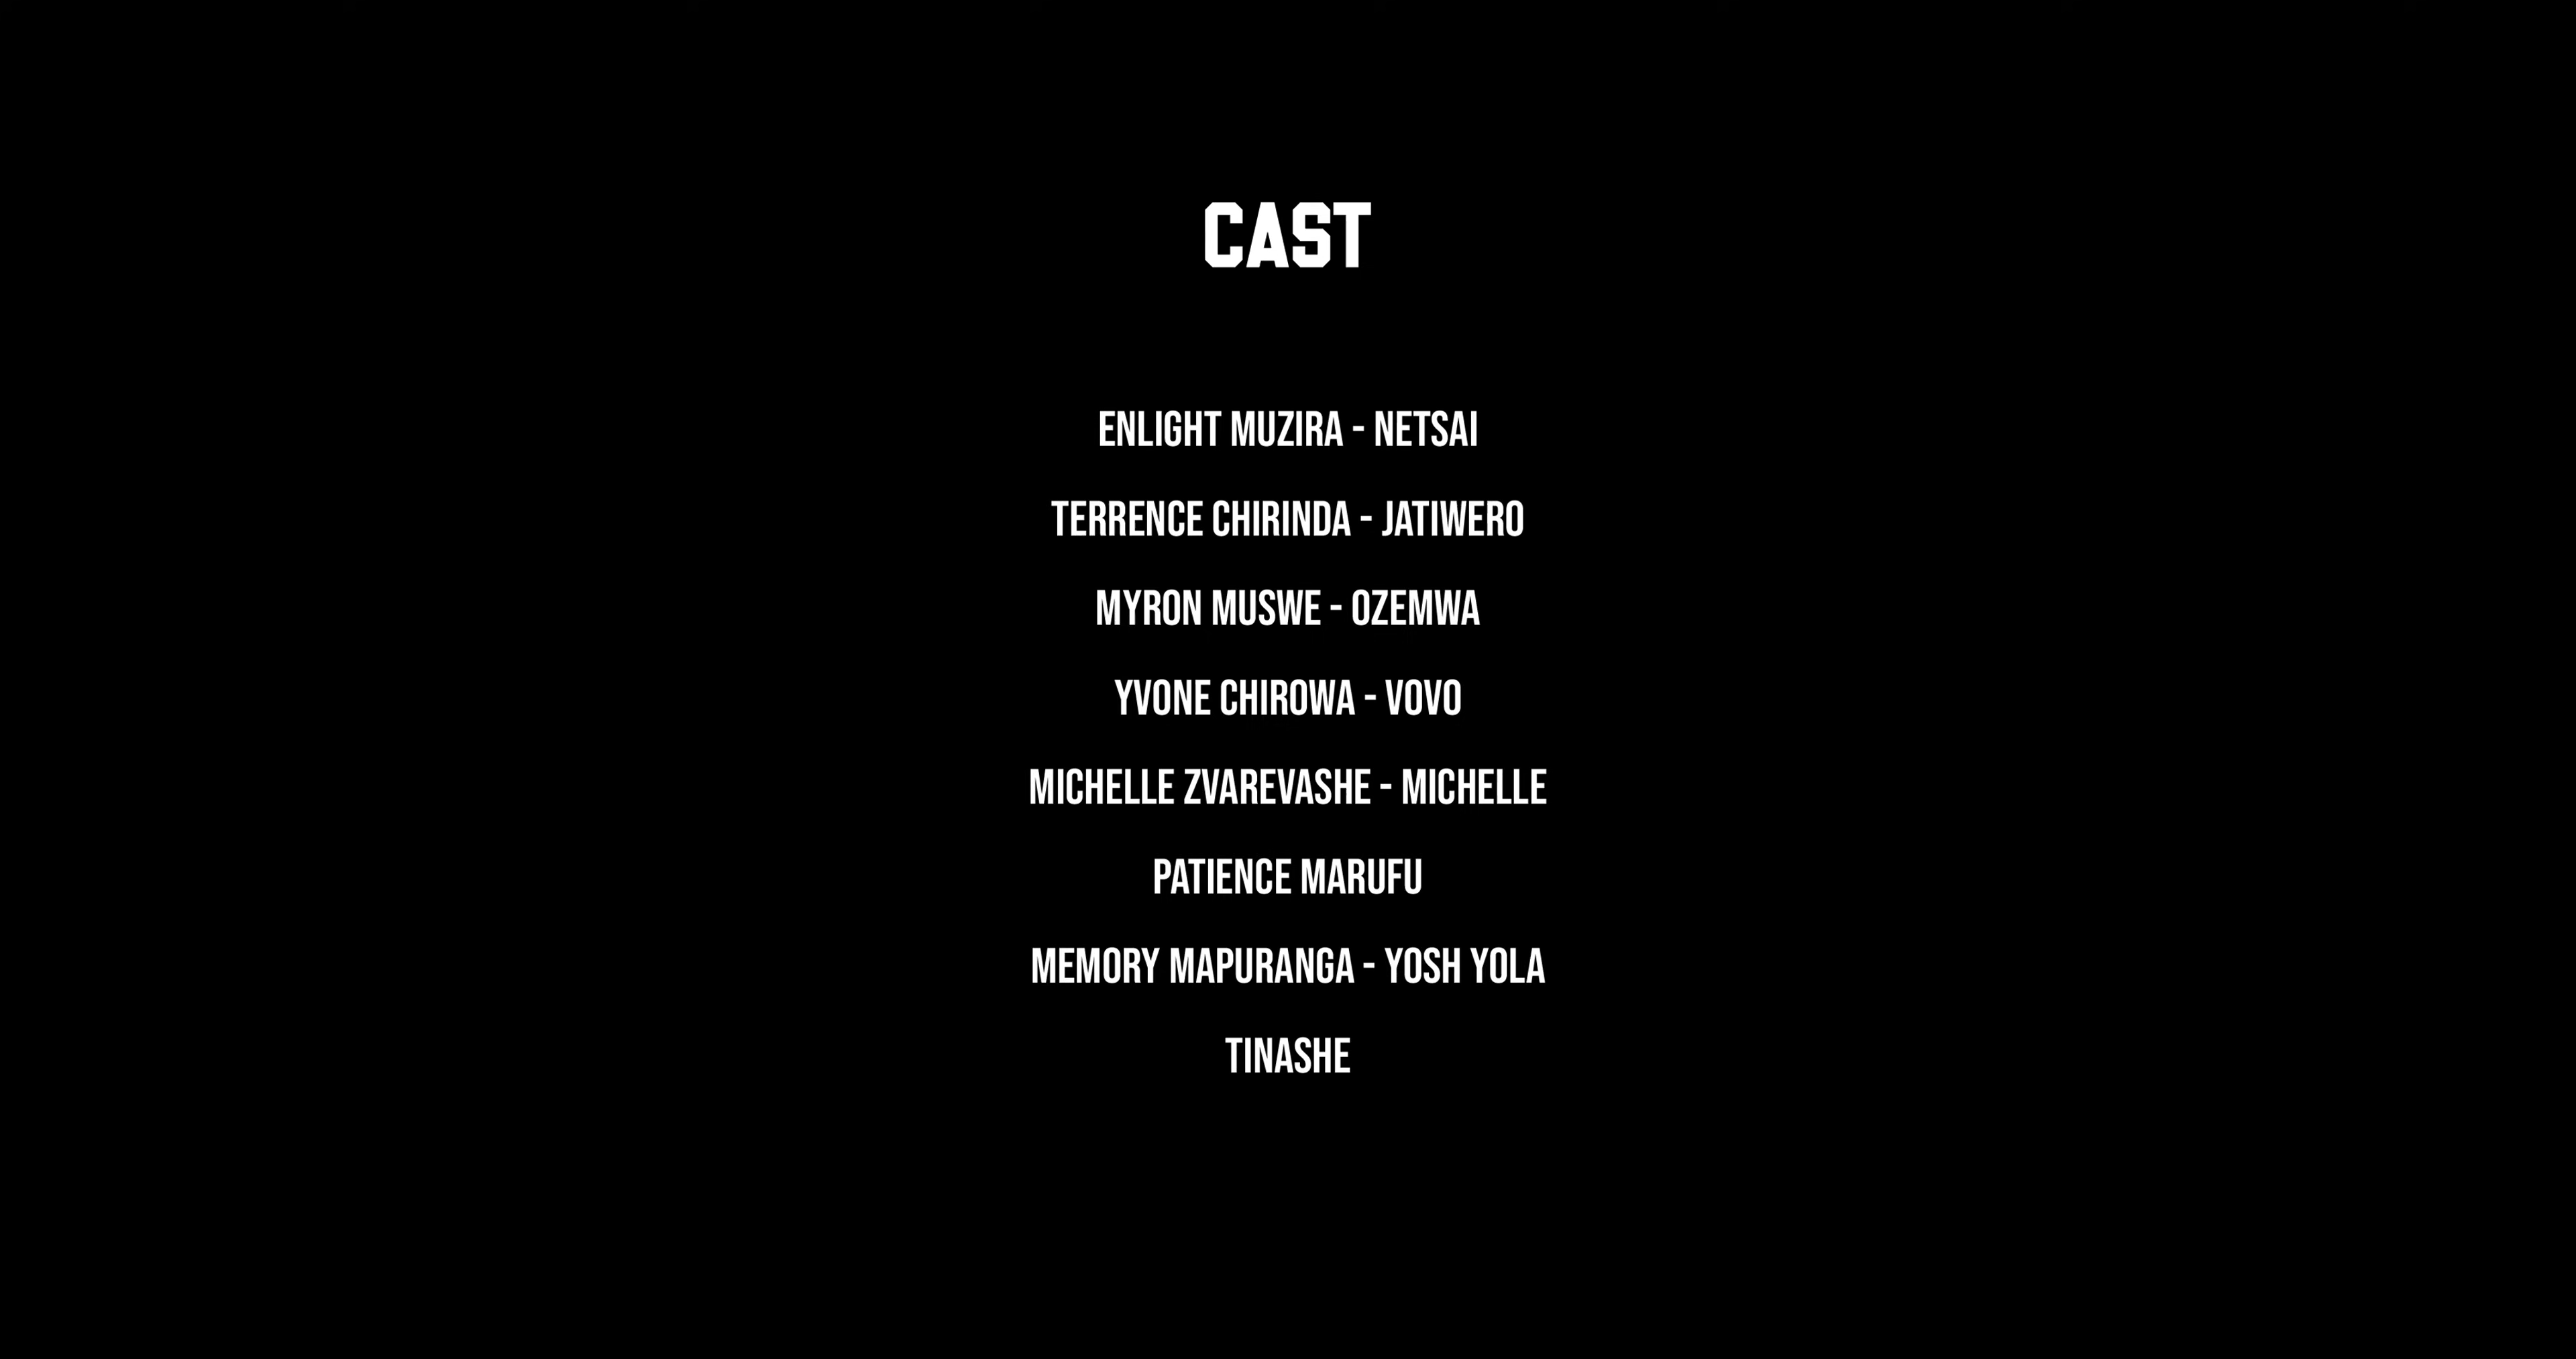 CAST
ENLIGHT MUZIRA - NETSAI
TERRENCE CHIRINDA - JATIWERO
MYRON MUSWE - OZEMWA
YVONE CHIROWA - VOVO
MICHELLE ZVAREVASHE - MICHELLE
PATIENCE MARUFU
MEMORY MAPURANGA - YOSH YOLA
TINASHE